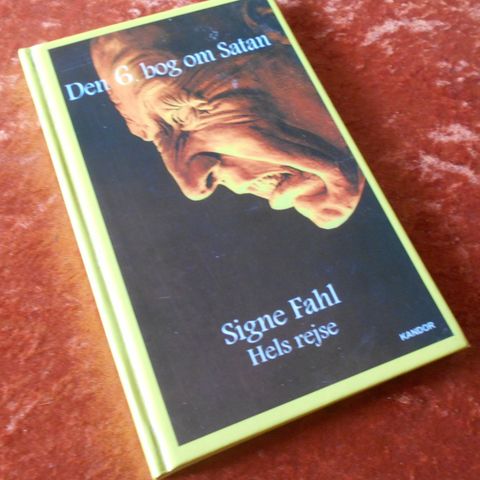 Den 6. bog om Satan
Signe Fahl
Hels rejse
KANDOR